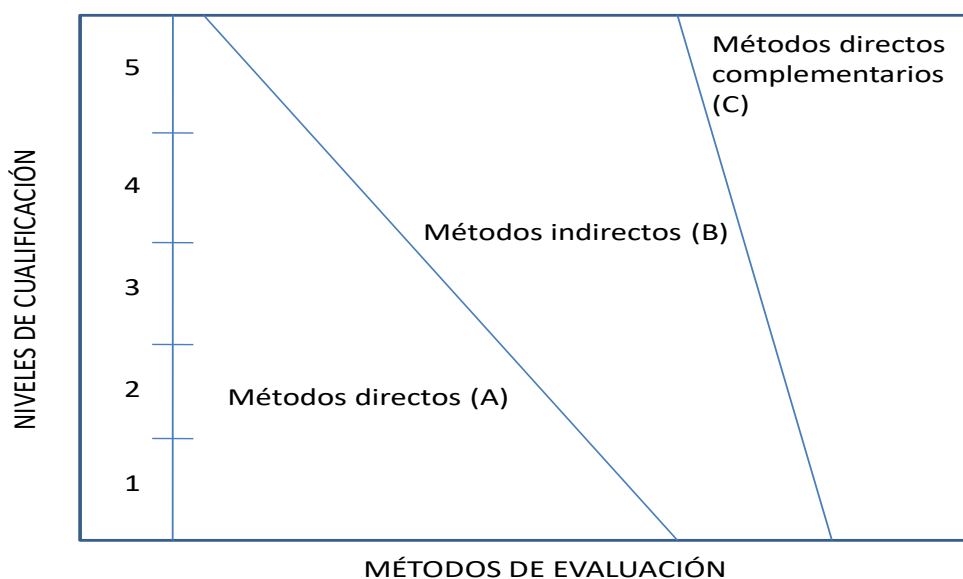 NIVELES DE CUALIFICACIÓN
5
4
3
2
1
Métodos directos (A)
Métodos indirectos (B)
Métodos directos
complementarios
(C)
MÉTODOS DE EVALUACIÓN